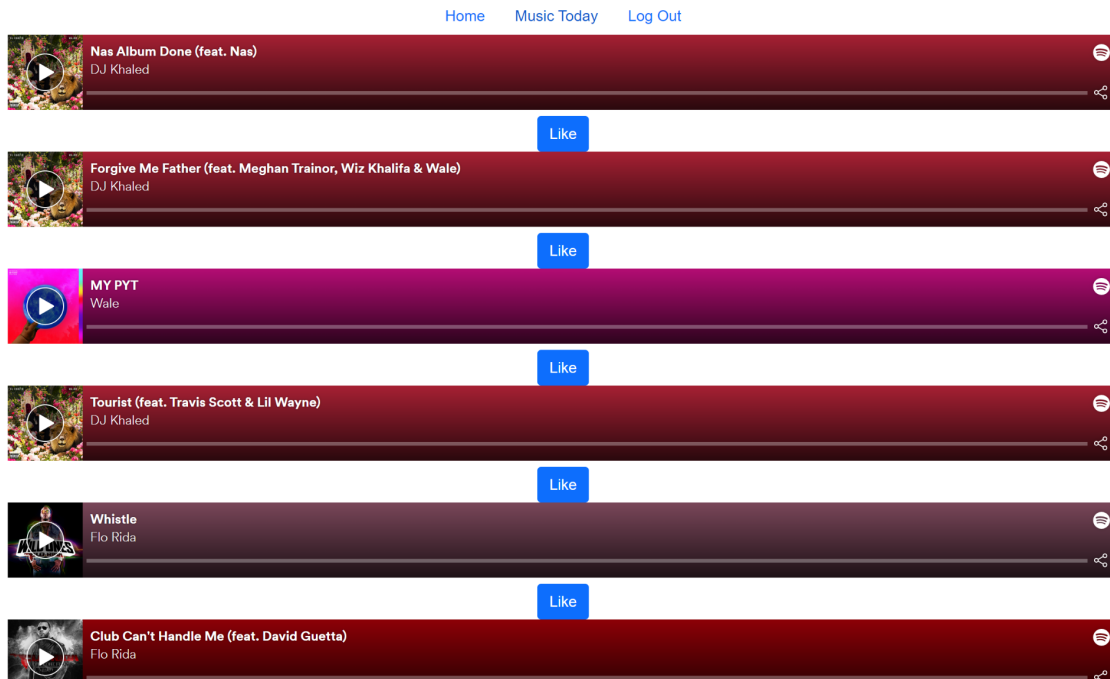 Home Music Today Log Out
Nas Album Done (feat. Nas)
DJ Khaled
Like
Forgive Me Father (feat. Meghan Trainor, Wiz Khalifa & Wale)
DJ Khaled
Like
MY PYT
Wale
Like
Tourist (feat. Travis Scott & Lil Wayne)
DJ Khaled
Like
Whistle
Flo Rida
Like
Club Can't Handle Me (feat. David Guetta)
Flo Rida